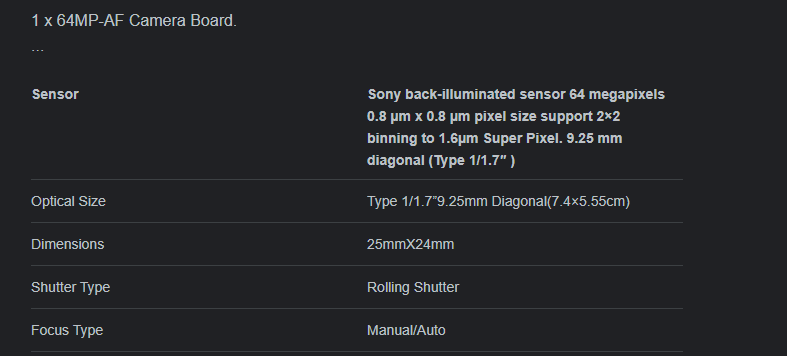 1 x 64MP-AF Camera Board.
...
Sensor
Sony back-illuminated sensor 64 megapixels
0.8 μm x 0.8 μm pixel size support 2×2
binning to 1.6μm Super Pixel. 9.25 mm
diagonal (Type 1/1.7″ )
Optical Size
Type 1/1.7”9.25mm Diagonal(7.4×5.55cm)
Dimensions
25mmX24mm
Shutter Type
Rolling Shutter
Focus Type
Manual/Auto